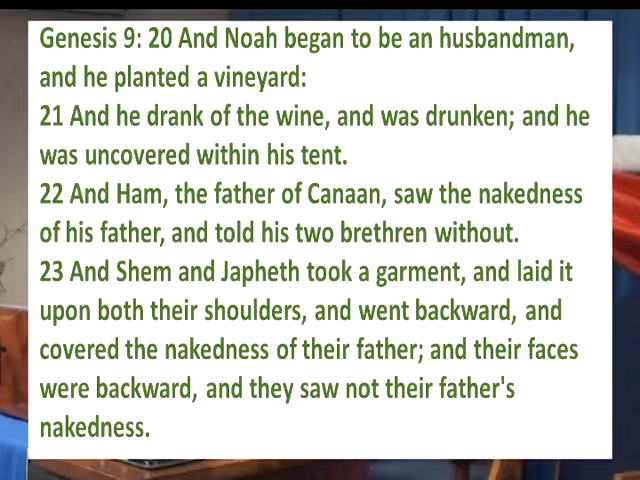 Genesis 9: 20 And Noah began to be an husbandman,
and he planted a vineyard:
21 And he drank of the wine, and was drunken; and he
was uncovered within his tent.
22 And Ham, the father of Canaan, saw the nakedness
of his father, and told his two brethren without.
23 And Shem and Japheth took a garment, and laid it
upon both their shoulders, and went backward, and
covered the nakedness of their father; and their faces
were backward, and they saw not their father's
nakedness.